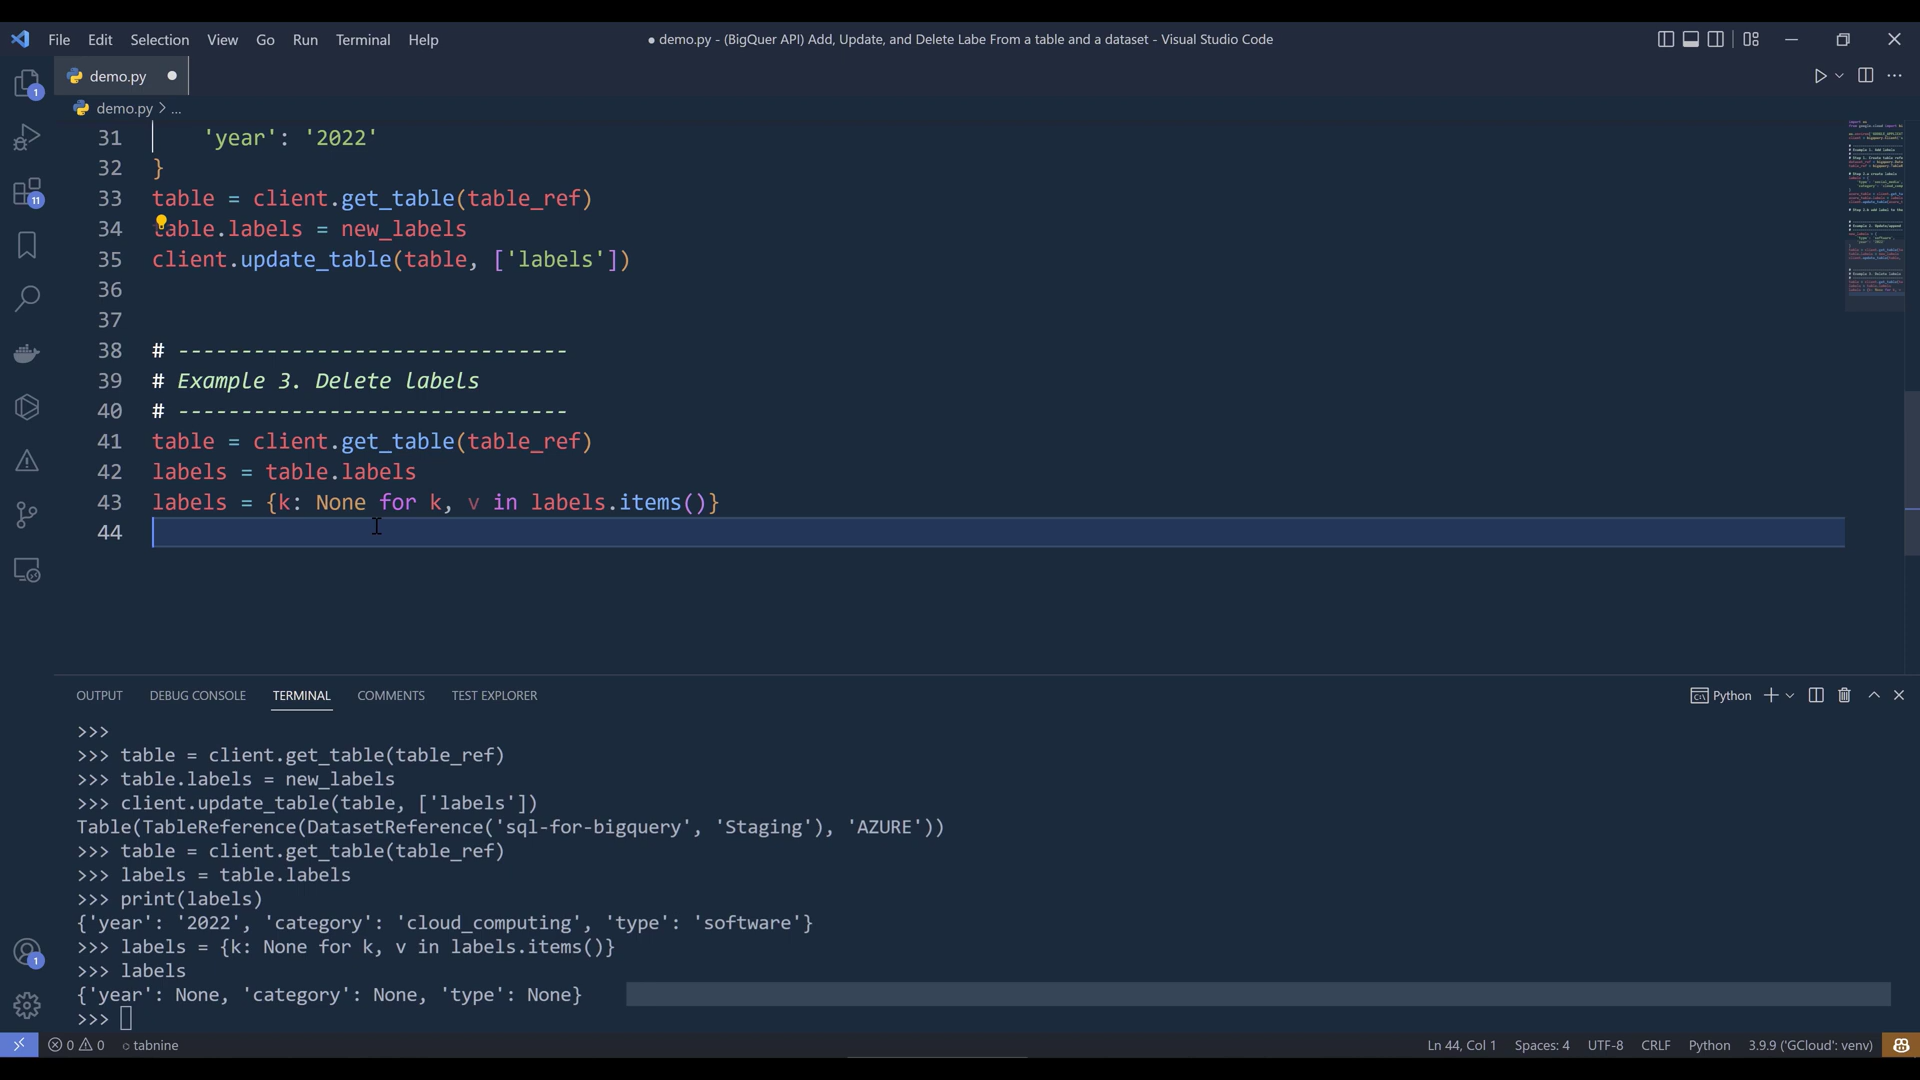 File Edit Selection View Go Run Terminal Help
● demo.py - (BigQuer API) Add, Update, and Delete Labe From a table and a dataset - Visual Studio Code
demo.py ●
demo.py > ...
31 'year': '2022'
32 }
33 table = client.get_table(table_ref)
34 table.labels = new_labels
35 client.update_table(table, ['labels'])
36
37
38 # -------------------------------
39 # Example 3. Delete labels
40 # -------------------------------
41 table = client.get_table(table_ref)
42 labels = table.labels
43 labels = {k: None for k, v in labels.items()}
44
1
11
1
OUTPUT DEBUG CONSOLE TERMINAL COMMENTS TEST EXPLORER
Python
>>>
>>> table = client.get_table(table_ref)
>>> table.labels = new_labels
>>> client.update_table(table, ['labels'])
Table(TableReference(DatasetReference('sql-for-bigquery', 'Staging'), 'AZURE'))
>>> table = client.get_table(table_ref)
>>> labels = table.labels
>>> print(labels)
{'year': '2022', 'category': 'cloud_computing', 'type': 'software'}
>>> labels = {k: None for k, v in labels.items()}
>>> labels
{'year': None, 'category': None, 'type': None}
>>>
0 0 tabnine Ln 44, Col 1 Spaces: 4 UTF-8 CRLF Python 3.9.9 ('GCloud': venv)